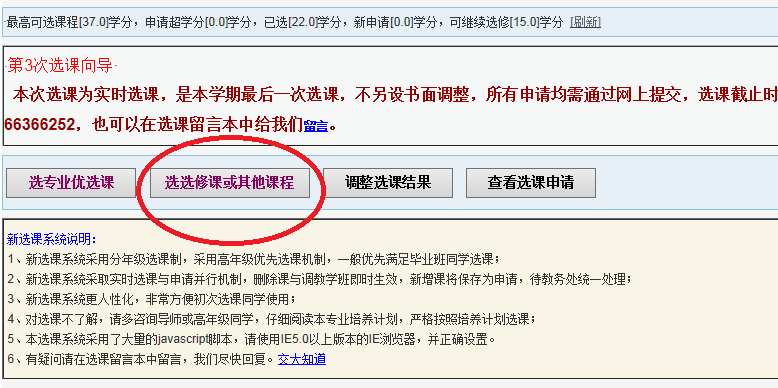 ·最高可选课程[37.0]学分，申请超学分[0.0]学分，已选[22.0]学分，新申请[0.0]学分，可继续选修[15.0]学分 [刷新]
·第3次选课向导·
本次选课为实时选课，是本学期最后一次选课，不另设书面调整，所有申请均需通过网上提交，选课截止时
66366252，也可以在选课留言本中给我们留言。
选专业优选课 选选修课或其他课程 调整选课结果 查看选课申请
新选课系统说明：
1、新选课系统采用分年级选课制，采用高年级优先选课机制，一般优先满足毕业班同学选课；
2、新选课系统采取实时选课与申请并行机制，删除课与调教学班即时生效，新增课将保存为申请，待教务处统一处理；
3、新选课系统更人性化，非常方便初次选课同学使用；
4、对选课不了解，请多咨询导师或高年级同学，仔细阅读本专业培养计划，严格按照培养计划选课；
5、本选课系统采用了大量的javascript脚本，请使用IE5.0以上版本的IE浏览器，并正确设置。
6、有疑问请在选课留言本中留言，我们尽快回复。交大知道